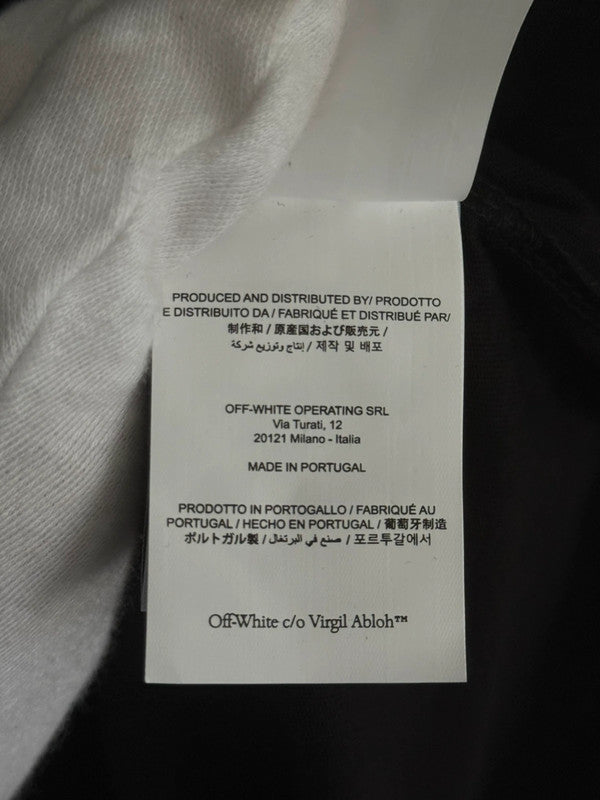 PRODUCED AND DISTRIBUTED BY/ PRODOTTO
E DISTRIBUITO DA / FABRIQUÉ ET DISTRIBUÉ PAR/
制作和 / 原産国および販売元 /
إنتاج وتوزيع شركة / 제작 및 배포
OFF-WHITE OPERATING SRL
Via Turati, 12
20121 Milano - Italia
MADE IN PORTUGAL
PRODOTTO IN PORTOGALLO / FABRIQUÉ AU
PORTUGAL / HECHO EN PORTUGAL / 葡萄牙制造
ポルトガル製 / صنع في البرتغال / 포르투갈에서
Off-White c/o Virgil Abloh™